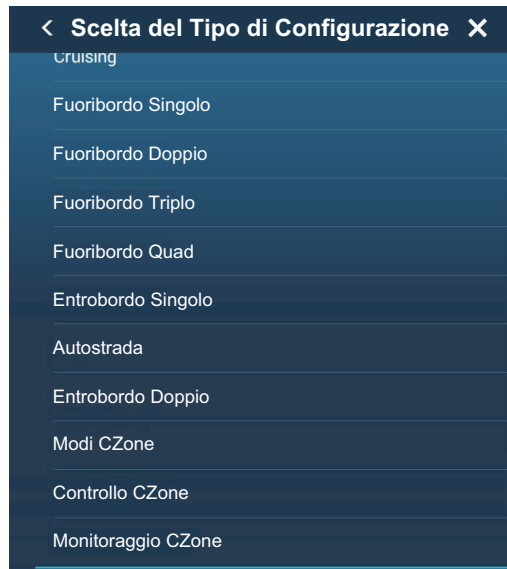 Scelta del Tipo di Configurazione
Cruising
Fuoribordo Singolo
Fuoribordo Doppio
Fuoribordo Triplo
Fuoribordo Quad
Entrobordo Singolo
Autostrada
Entrobordo Doppio
Modi CZone
Controllo CZone
Monitoraggio CZone